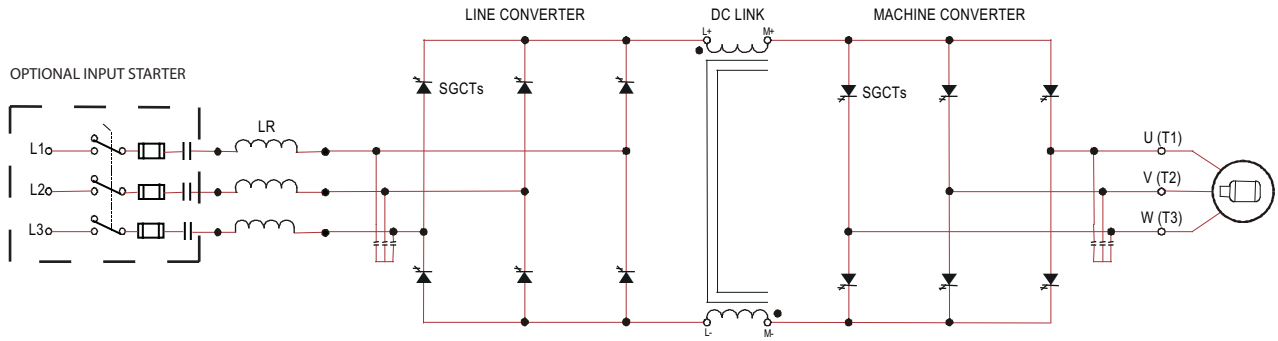 LINE CONVERTER
DC LINK
MACHINE CONVERTER
L+
M+
OPTIONAL INPUT STARTER
SGCTs
SGCTs
LR
L1
L2
L3
U (T1)
V (T2)
W (T3)
L-
M-